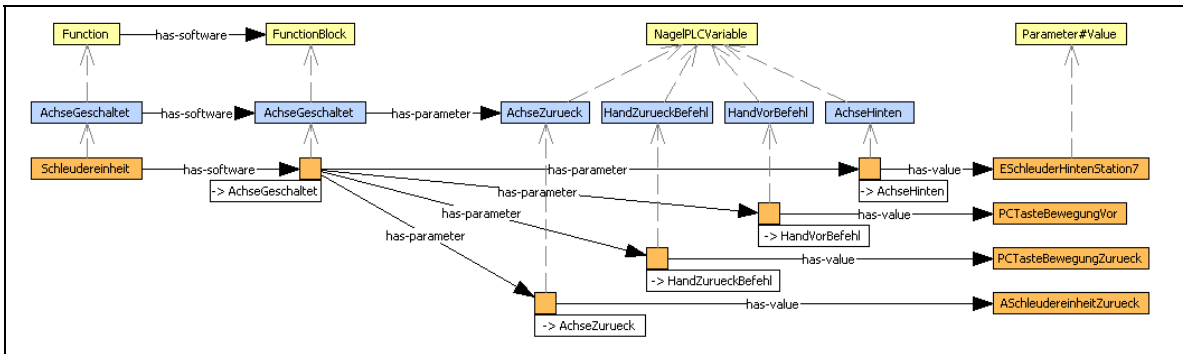 Function has-software FunctionBlock NagelPLCVariable Parameter#Value
AchseGeschaltet has-software AchseGeschaltet has-parameter AchseZurueck HandZurueckBefehl HandVorBefehl AchseHinten
Schleudereinheit has-software has-parameter has-value ESchleuderHintenStation7
-> AchseGeschaltet -> AchseHinten
has-parameter
has-parameter has-value PCTasteBewegungVor
-> HandVorBefehl
has-parameter
has-value PCTasteBewegungZurueck
-> HandZurueckBefehl
has-value ASchleudereinheitZurueck
-> AchseZurueck